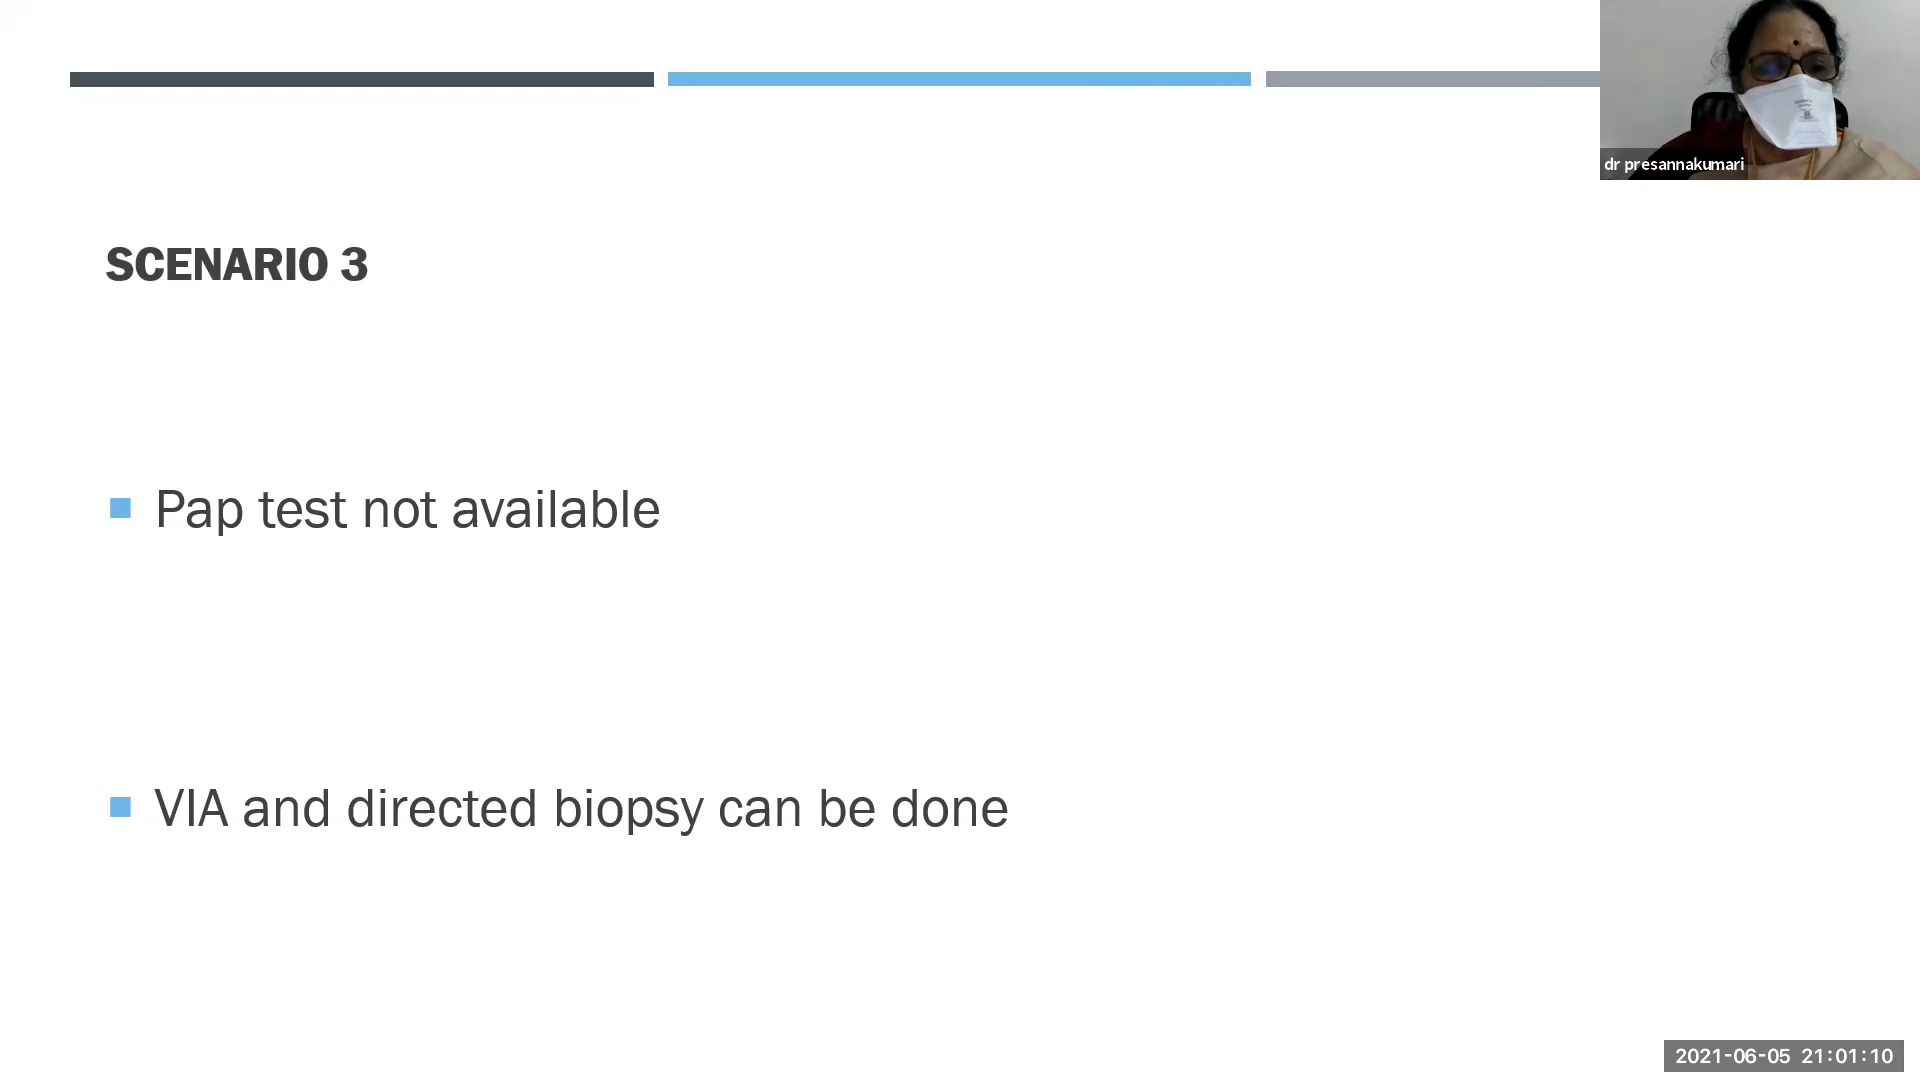 dr presannakumari
SCENARIO 3
Pap test not available
VIA and directed biopsy can be done
2021-06-05 21:01:10